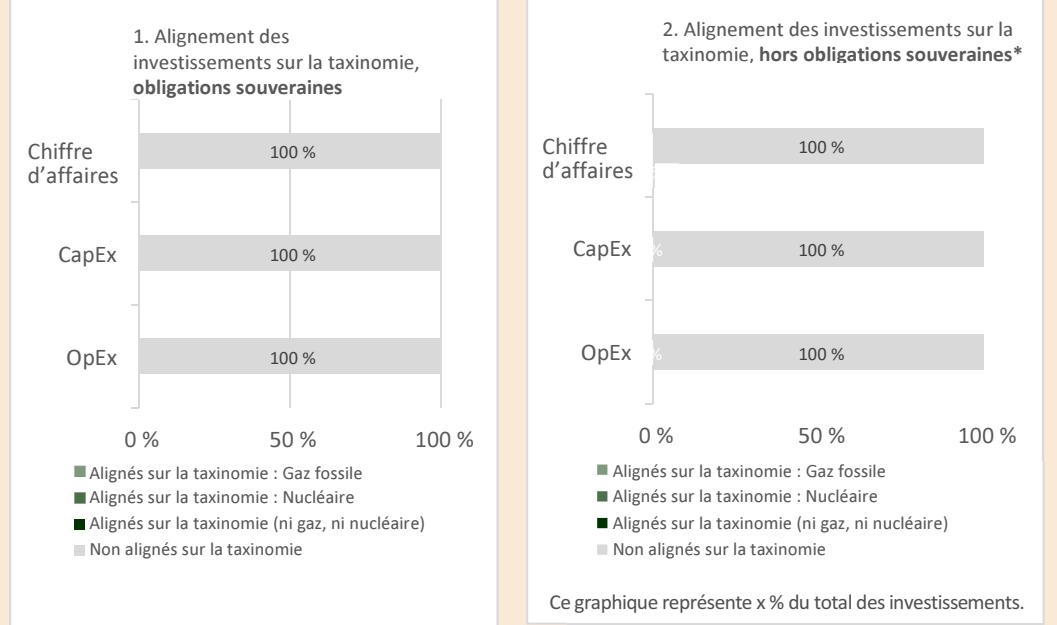 1. Alignement des
investissements sur la taxinomie,
obligations souveraines
Chiffre
d’affaires
100 %
CapEx
100 %
OpEx
100 %
0 %
50 %
100 %
Alignés sur la taxinomie : Gaz fossile
Alignés sur la taxinomie : Nucléaire
Alignés sur la taxinomie (ni gaz, ni nucléaire)
Non alignés sur la taxinomie
2. Alignement des investissements sur la
taxinomie, hors obligations souveraines*
Chiffre
d’affaires
100 %
CapEx
%
100 %
OpEx
%
100 %
0 %
50 %
100 %
Alignés sur la taxinomie : Gaz fossile
Alignés sur la taxinomie : Nucléaire
Alignés sur la taxinomie (ni gaz, ni nucléaire)
Non alignés sur la taxinomie
Ce graphique représente x % du total des investissements.